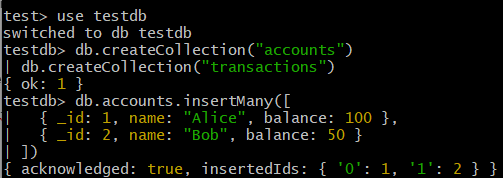 test> use testdb
switched to db testdb
testdb> db.createCollection("accounts")
| db.createCollection("transactions")
{ ok: 1 }
testdb> db.accounts.insertMany([
|   { _id: 1, name: "Alice", balance: 100 },
|   { _id: 2, name: "Bob", balance: 50 }
| ])
{ acknowledged: true, insertedIds: { '0': 1, '1': 2 } }